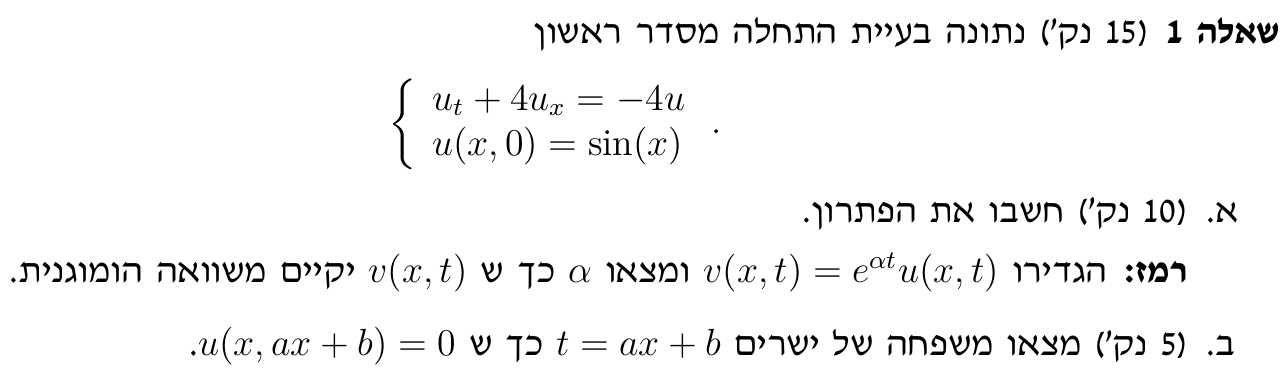 שאלה 1 (15 נק') נתונה בעיית התחלה מסדר ראשון
{ u_t + 4u_x = −4u
u(x, 0) = sin(x) .
א. (10 נק') חשבו את הפתרון.
רמז: הגדירו v(x, t) = e^{αt}u(x, t) ומצאו α כך ש v(x, t) יקיים משוואה הומוגנית.
ב. (5 נק') מצאו משפחה של ישרים t = ax + b כך ש u(x, ax + b) = 0.